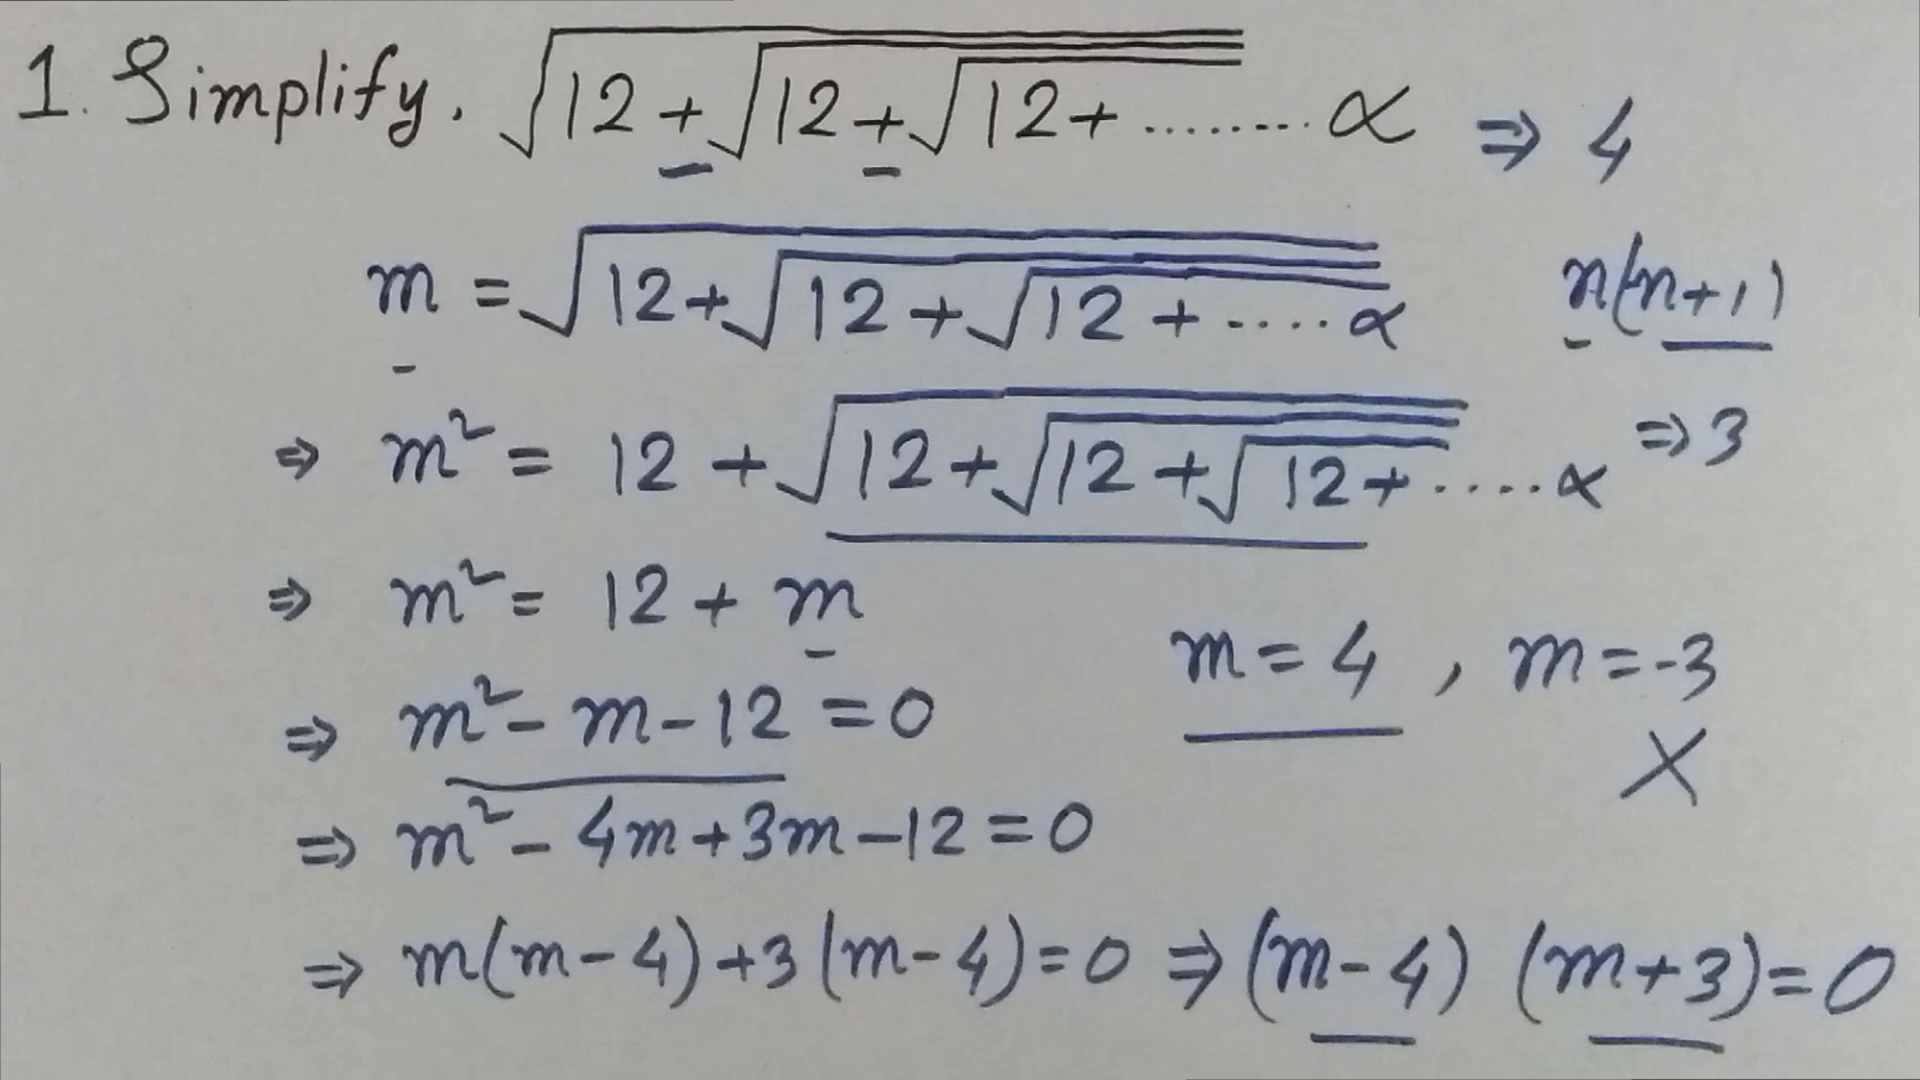 1. Simplify. √12 + √12 + √12 + ........ α ⇒ 4
m = √12 + √12 + √12 + .... α n(n+1)
⇒ m² = 12 + √12 + √12 + √12 + ..... α ⇒ 3
⇒ m² = 12 + m
m = 4 , m = -3
⇒ m² - m - 12 = 0
X
⇒ m² - 4m + 3m - 12 = 0
⇒ m(m - 4) + 3(m - 4) = 0 ⇒ (m - 4) (m + 3) = 0